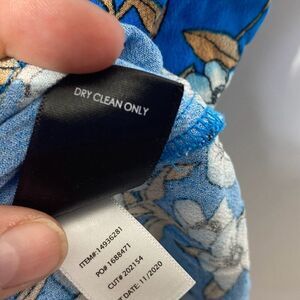 DRY CLEAN ONLY
ITEM#:14936281
PO# 1688471
CUT# 202154
T DATE: 11/2020